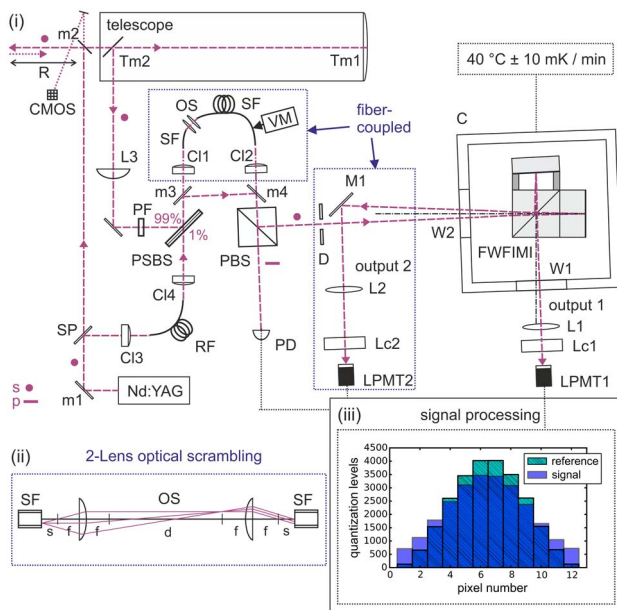 (i)
m2
telescope
Tm2
Tm1
R
CMOS
40 °C ± 10 mK / min
OS
SF
SF
VM
fiber-
coupled
Cl1
Cl2
C
L3
m3
m4
M1
PF
99%
1%
PSBS
PBS
D
W2
FWFIMI
W1
Cl4
output 2
output 1
L2
L1
SP
Cl3
RF
PD
Lc2
Lc1
s
p
m1
Nd:YAG
LPMT2
LPMT1
(ii)
2-Lens optical scrambling
SF
OS
SF
s
f
f
d
f
f
s
(iii)
signal processing
reference
signal
quantization levels
4500
4000
3500
3000
2500
2000
1500
1000
500
0
0 2 4 6 8 10 12
pixel number